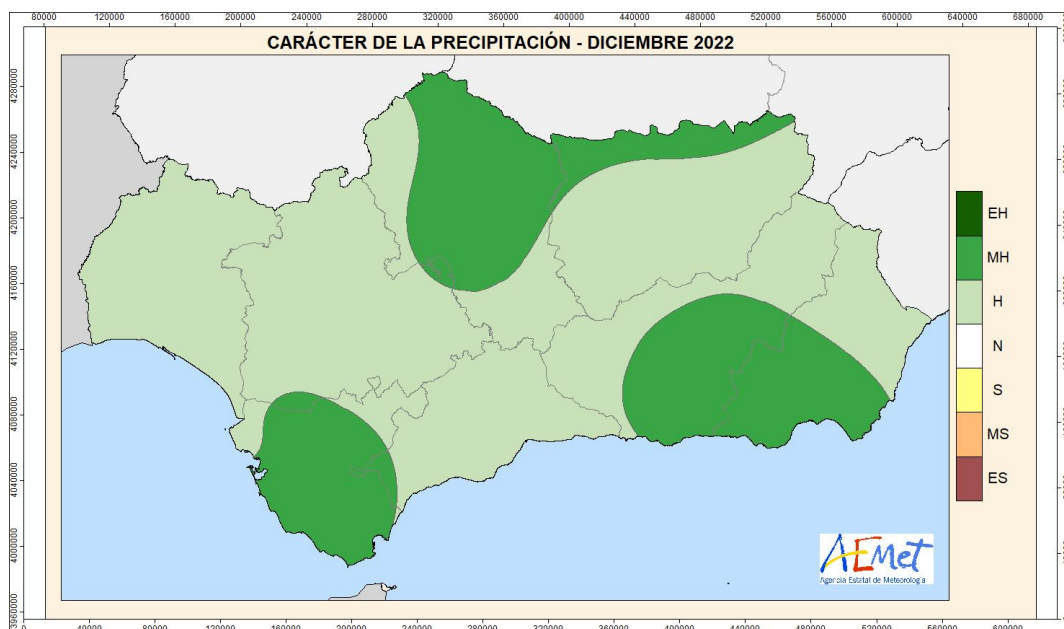 80000 120000 160000 200000 240000 280000 320000 360000 400000 440000 480000 520000 560000 600000 640000 680000
CARÁCTER DE LA PRECIPITACIÓN - DICIEMBRE 2022
4280000
4240000
4200000
4160000
4120000
4080000
4040000
4000000
3960000
EH
MH
H
N
S
MS
ES
AEMet
Agencia Estatal de Meteorología
0 40000 80000 120000 160000 200000 240000 280000 320000 360000 400000 440000 480000 520000 560000 600000